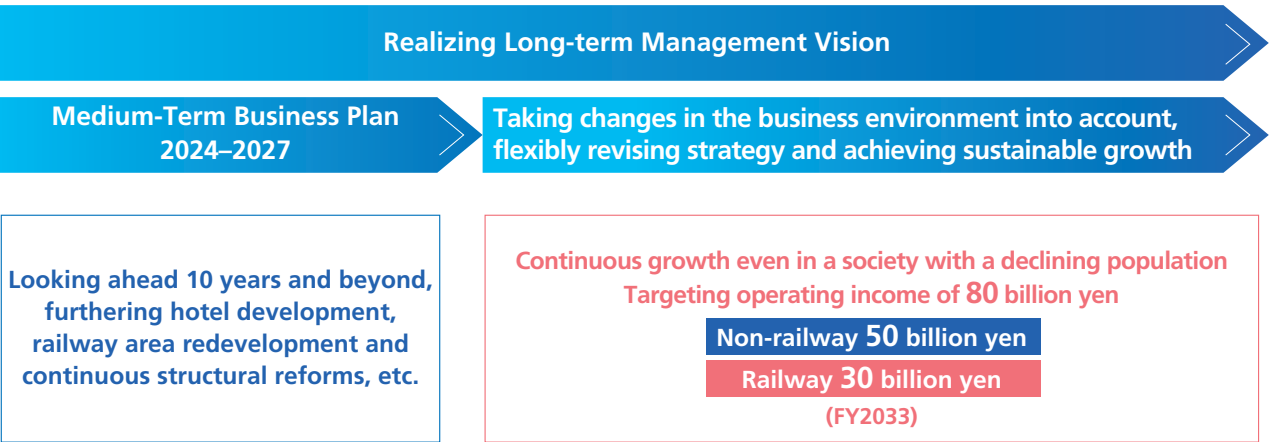 Realizing Long-term Management Vision
Medium-Term Business Plan
2024–2027
Taking changes in the business environment into account,
flexibly revising strategy and achieving sustainable growth
Looking ahead 10 years and beyond,
furthering hotel development,
railway area redevelopment and
continuous structural reforms, etc.
Continuous growth even in a society with a declining population
Targeting operating income of 80 billion yen
Non-railway 50 billion yen
Railway 30 billion yen
(FY2033)